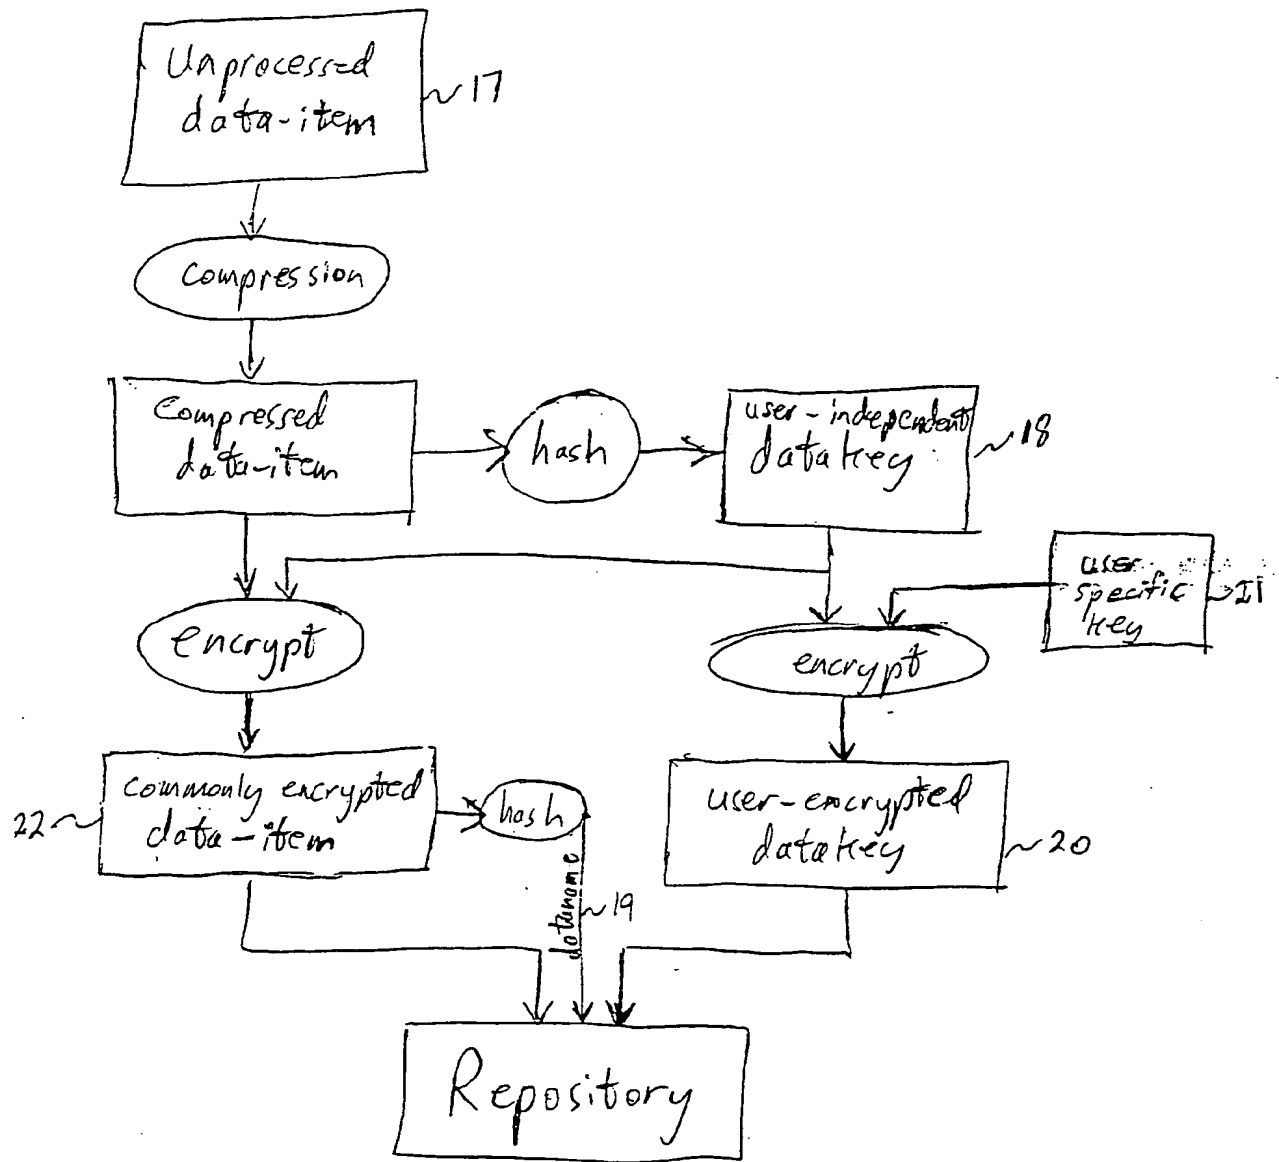 Unprocessed
data-item
17
compression
compressed
data-item
hash
user-independent
datakey
18
user
specific
key
21
encrypt
encrypt
commonly encrypted
data-item
22
hash
dataname
19
user-encrypted
datakey
20
Repository